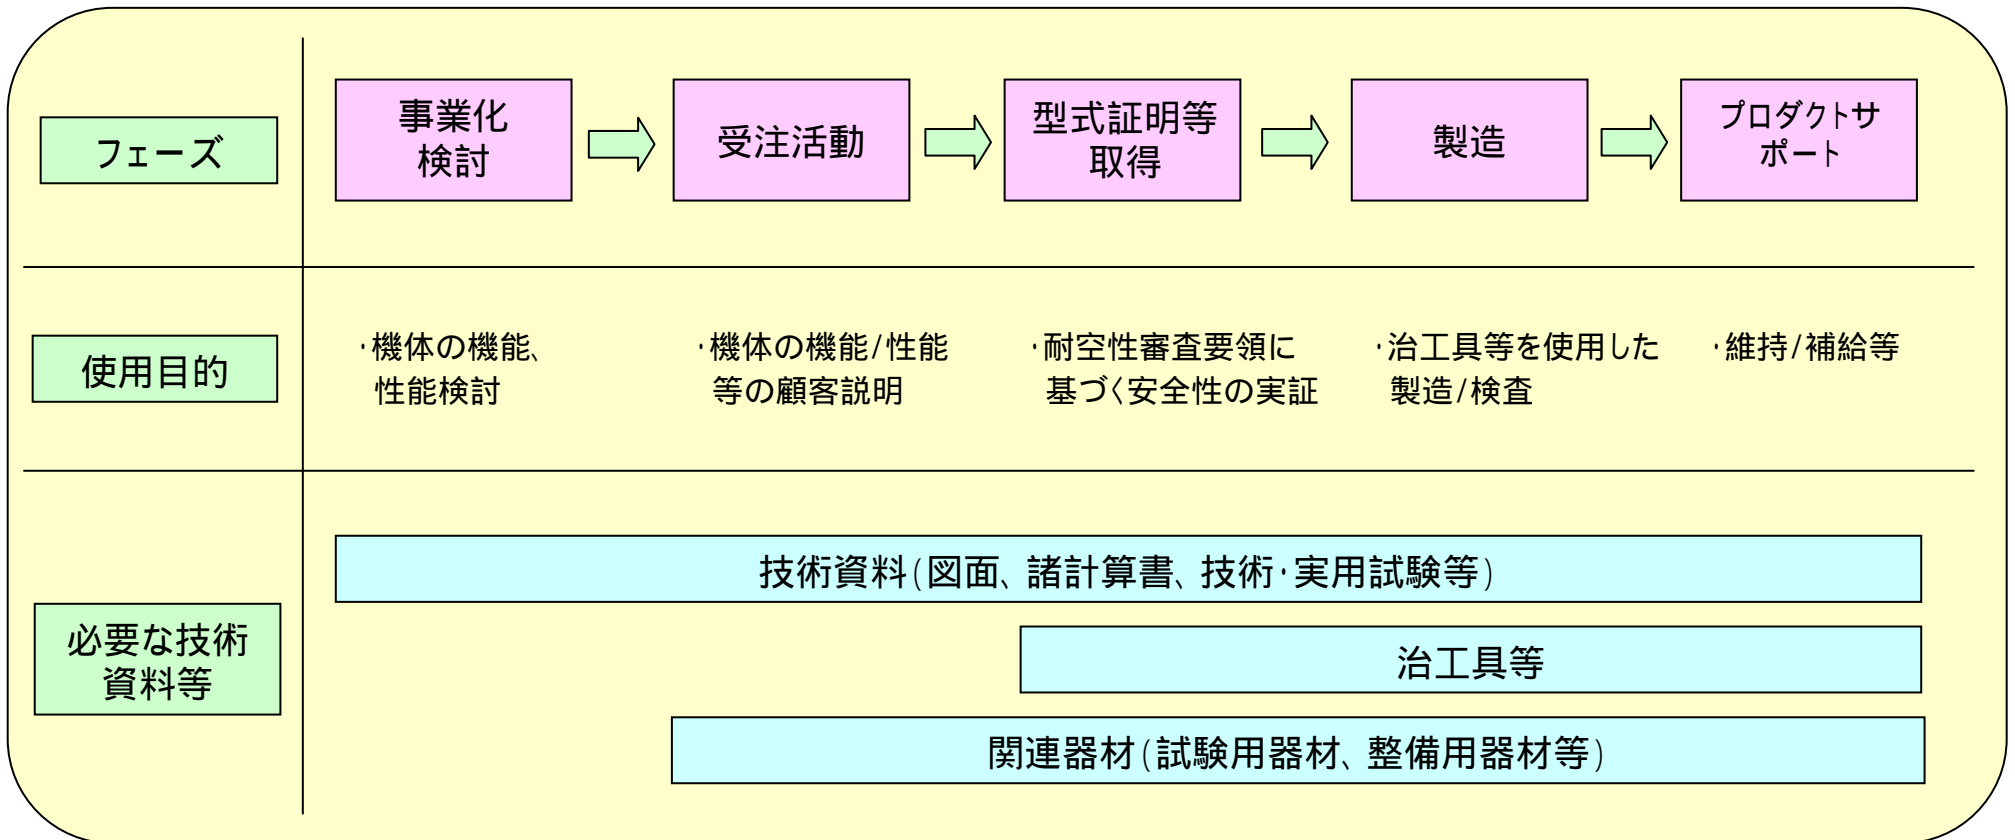 フェーズ
事業化
検討
受注活動
型式証明等
取得
製造
プロダクトサ
ポート
使用目的
・機体の機能、
性能検討
・機体の機能/性能
等の顧客説明
・耐空性審査要領に
基づく安全性の実証
・治工具等を使用した
製造/検査
・維持/補給等
必要な技術
資料等
技術資料(図面、諸計算書、技術・実用試験等)
治工具等
関連器材(試験用器材、整備用器材等)